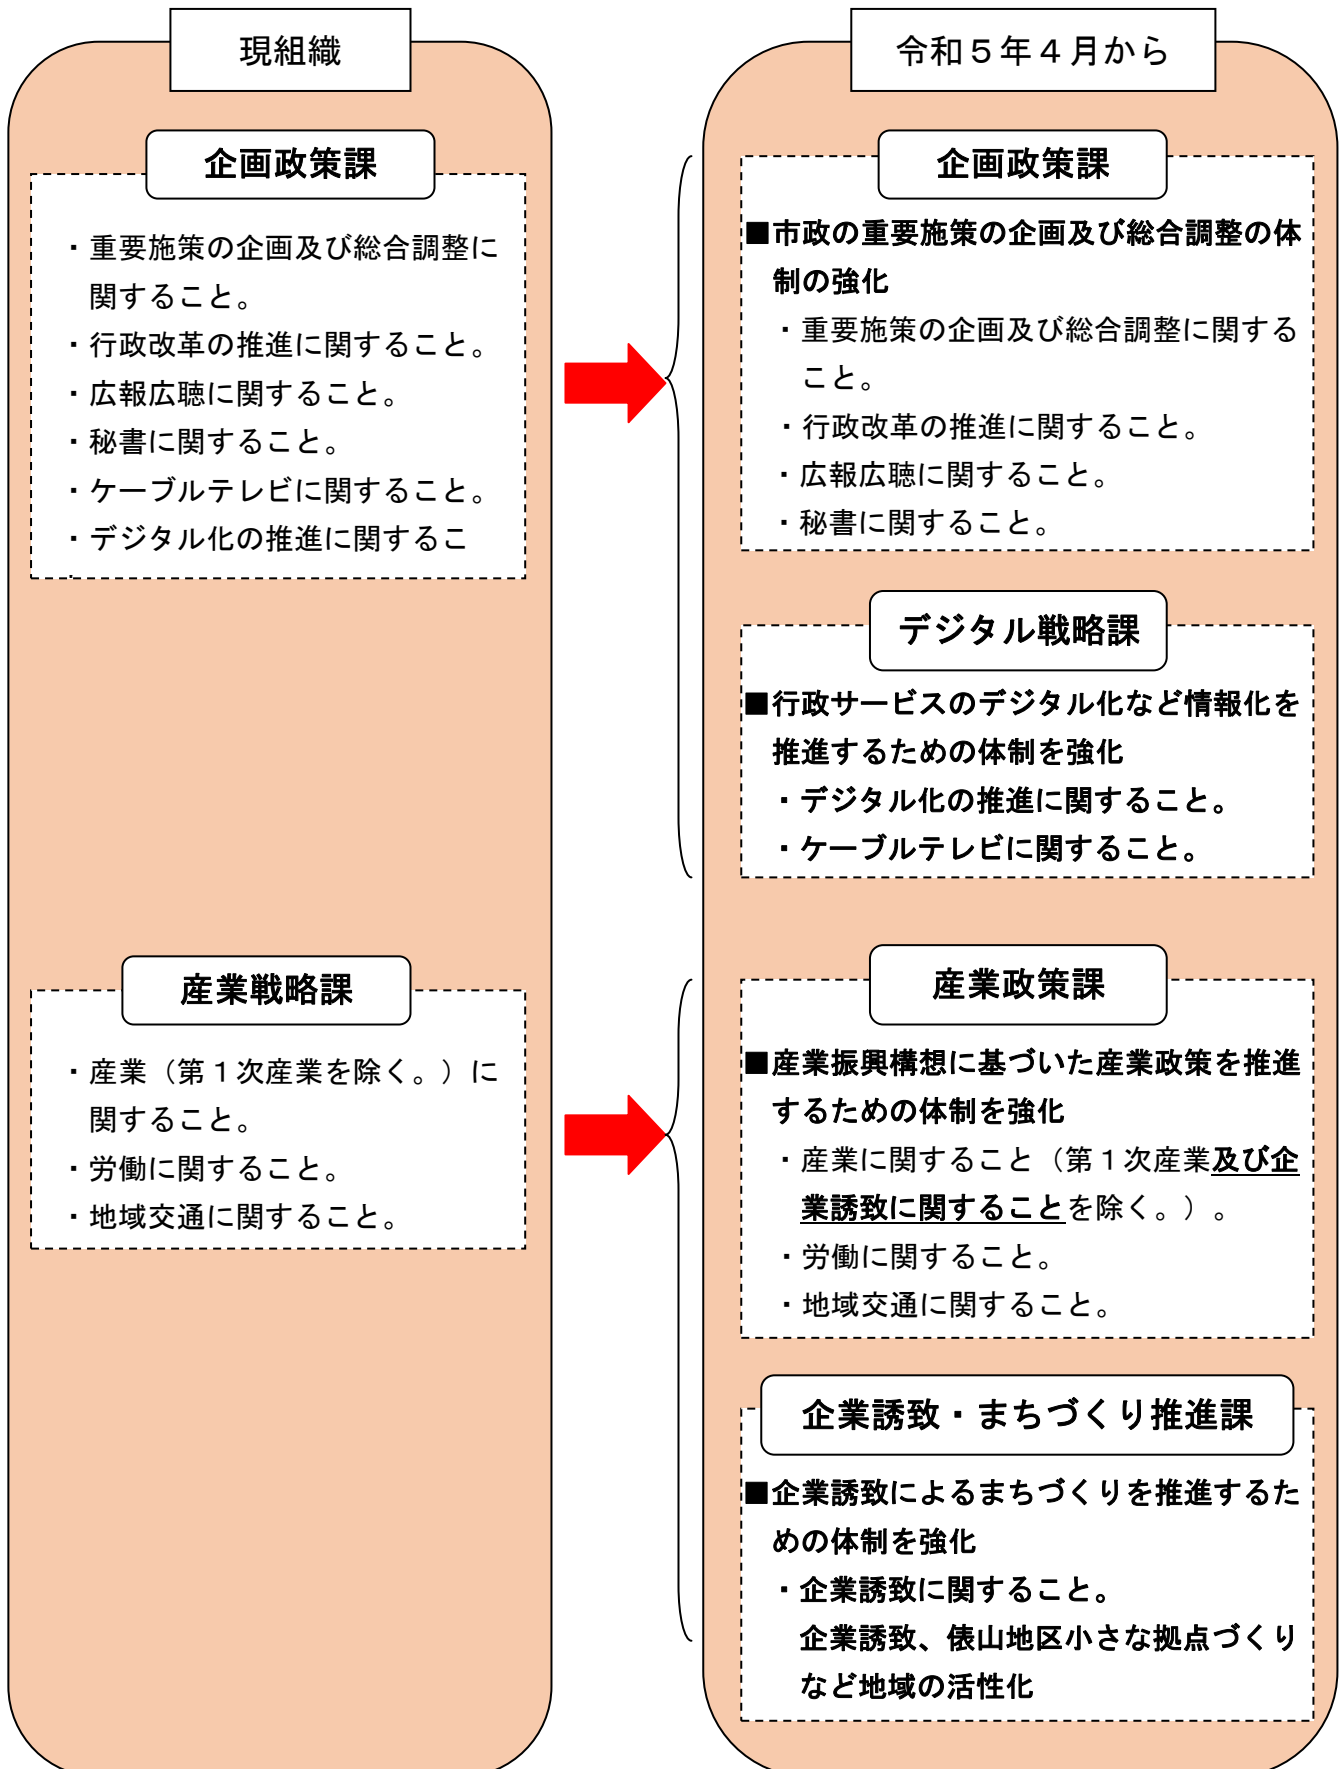 現組織
企画政策課
・重要施策の企画及び総合調整に
関すること。
・行政改革の推進に関すること。
・広報広聴に関すること。
・秘書に関すること。
・ケーブルテレビに関すること。
・デジタル化の推進に関するこ
産業戦略課
・産業（第１次産業を除く。）に
関すること。
・労働に関すること。
・地域交通に関すること。
令和５年４月から
企画政策課
■市政の重要施策の企画及び総合調整の体
制の強化
・重要施策の企画及び総合調整に関する
こと。
・行政改革の推進に関すること。
・広報広聴に関すること。
・秘書に関すること。
デジタル戦略課
■行政サービスのデジタル化など情報化を
推進するための体制を強化
・デジタル化の推進に関すること。
・ケーブルテレビに関すること。
産業政策課
■産業振興構想に基づいた産業政策を推進
するための体制を強化
・産業に関すること（第１次産業及び企
業誘致に関することを除く。）。
・労働に関すること。
・地域交通に関すること。
企業誘致・まちづくり推進課
■企業誘致によるまちづくりを推進するた
めの体制を強化
・企業誘致に関すること。
企業誘致、俵山地区小さな拠点づくり
など地域の活性化